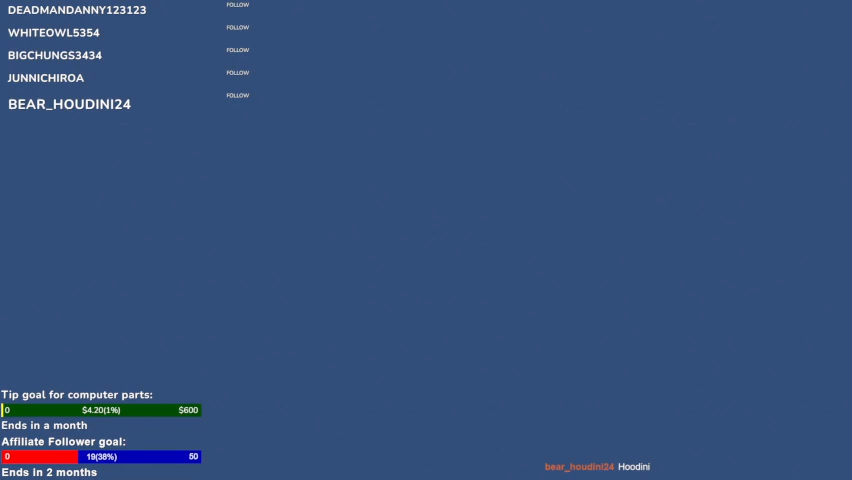 DEADMANDANNY123123 FOLLOW
WHITEOWL5354 FOLLOW
BIGCHUNGS3434 FOLLOW
JUNNICHIROA FOLLOW
BEAR_HOUDINI24 FOLLOW
Tip goal for computer parts:
0 $4.20(1%) $600
Ends in a month
Affiliate Follower goal:
0 19(38%) 50
Ends in 2 months
bear_houdini24 Hoodini